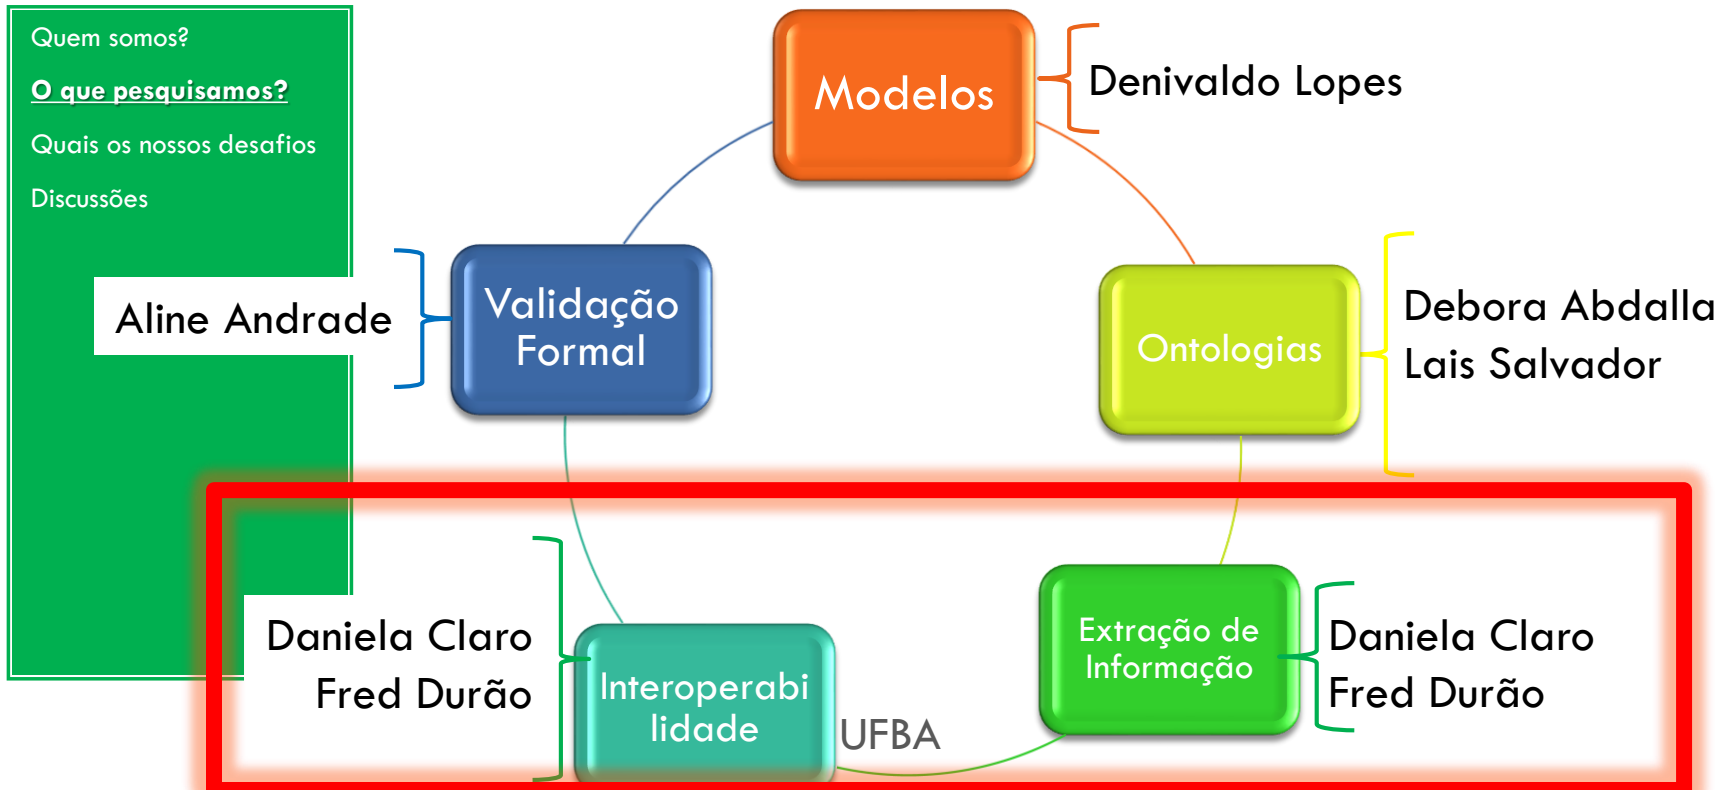 Quem somos?
O que pesquisamos?
Quais os nossos desafios
Discussões
Modelos
Denivaldo Lopes
Aline Andrade
Validação
Formal
Ontologias
Debora Abdalla
Lais Salvador
Daniela Claro
Fred Durão
Interoperabi
lidade
UFBA
Extração de
Informação
Daniela Claro
Fred Durão